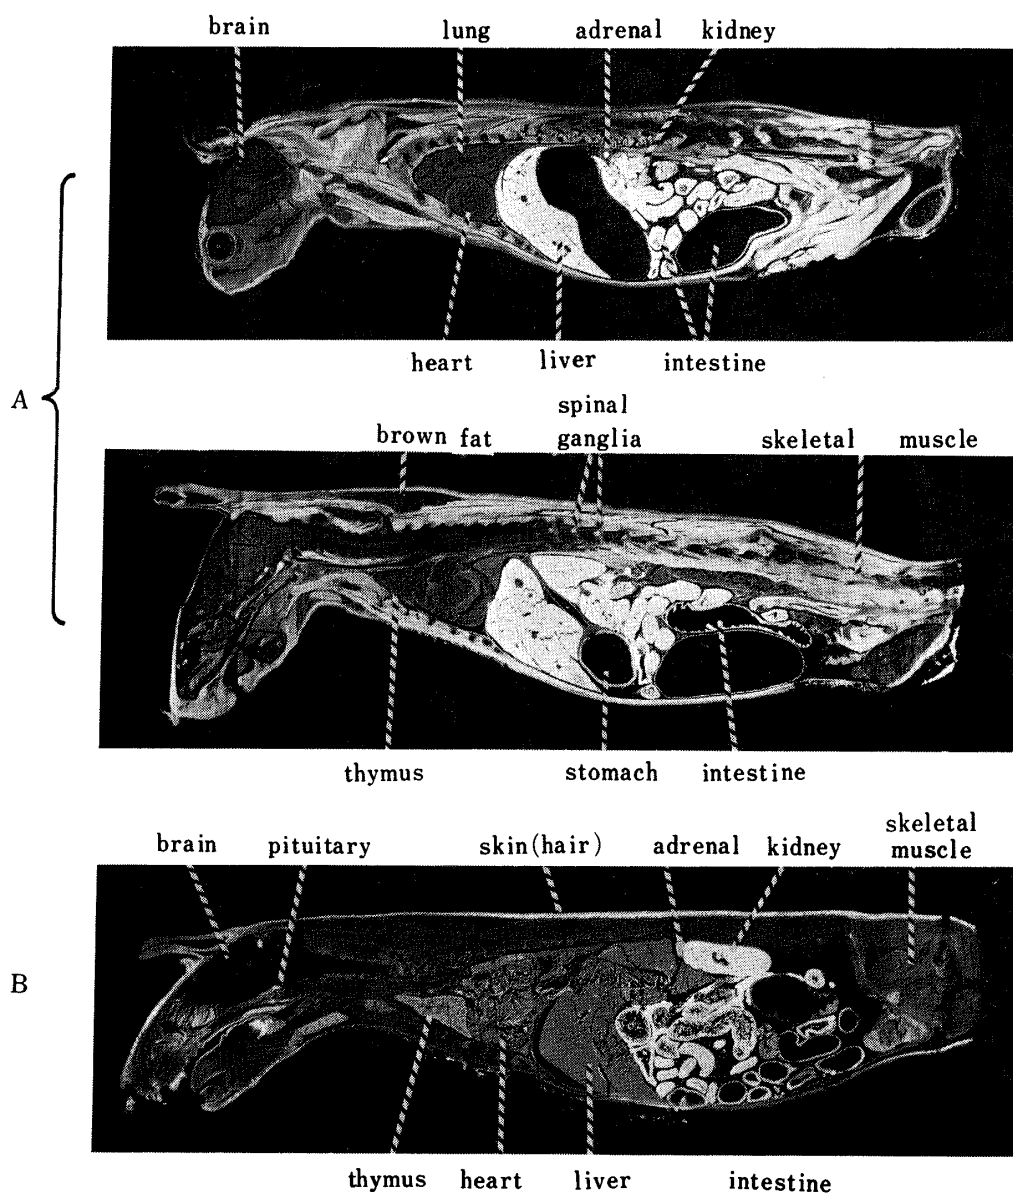 brain lung adrenal kidney
A
heart liver intestine
spinal
brown fat ganglia skeletal muscle
thymus stomach intestine
skeletal
brain pituitary skin(hair) adrenal kidney muscle
B
thymus heart liver intestine